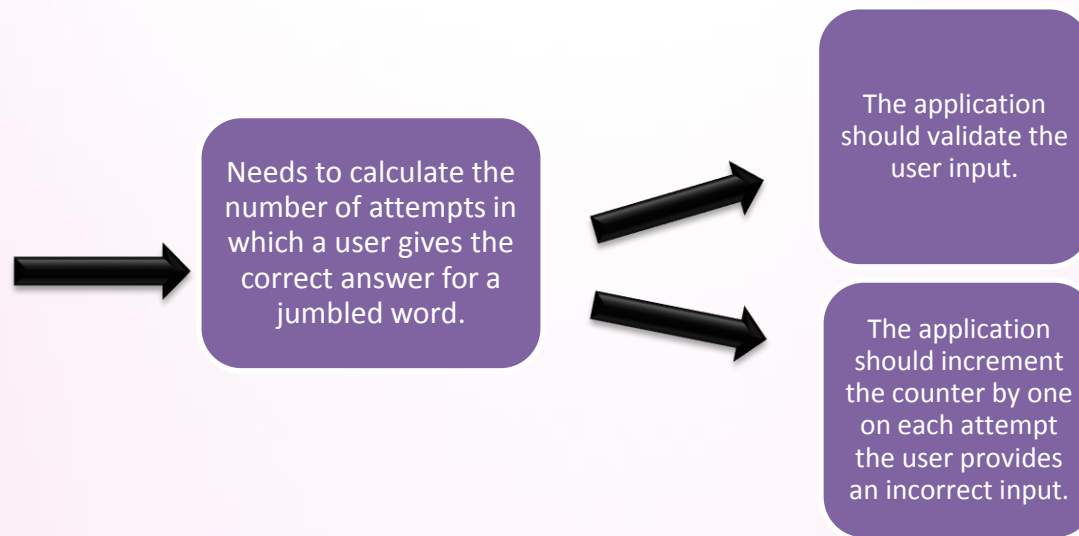 Needs to calculate the
number of attempts in
which a user gives the
correct answer for a
jumbled word.
The application
should validate the
user input.
The application
should increment
the counter by one
on each attempt
the user provides
an incorrect input.